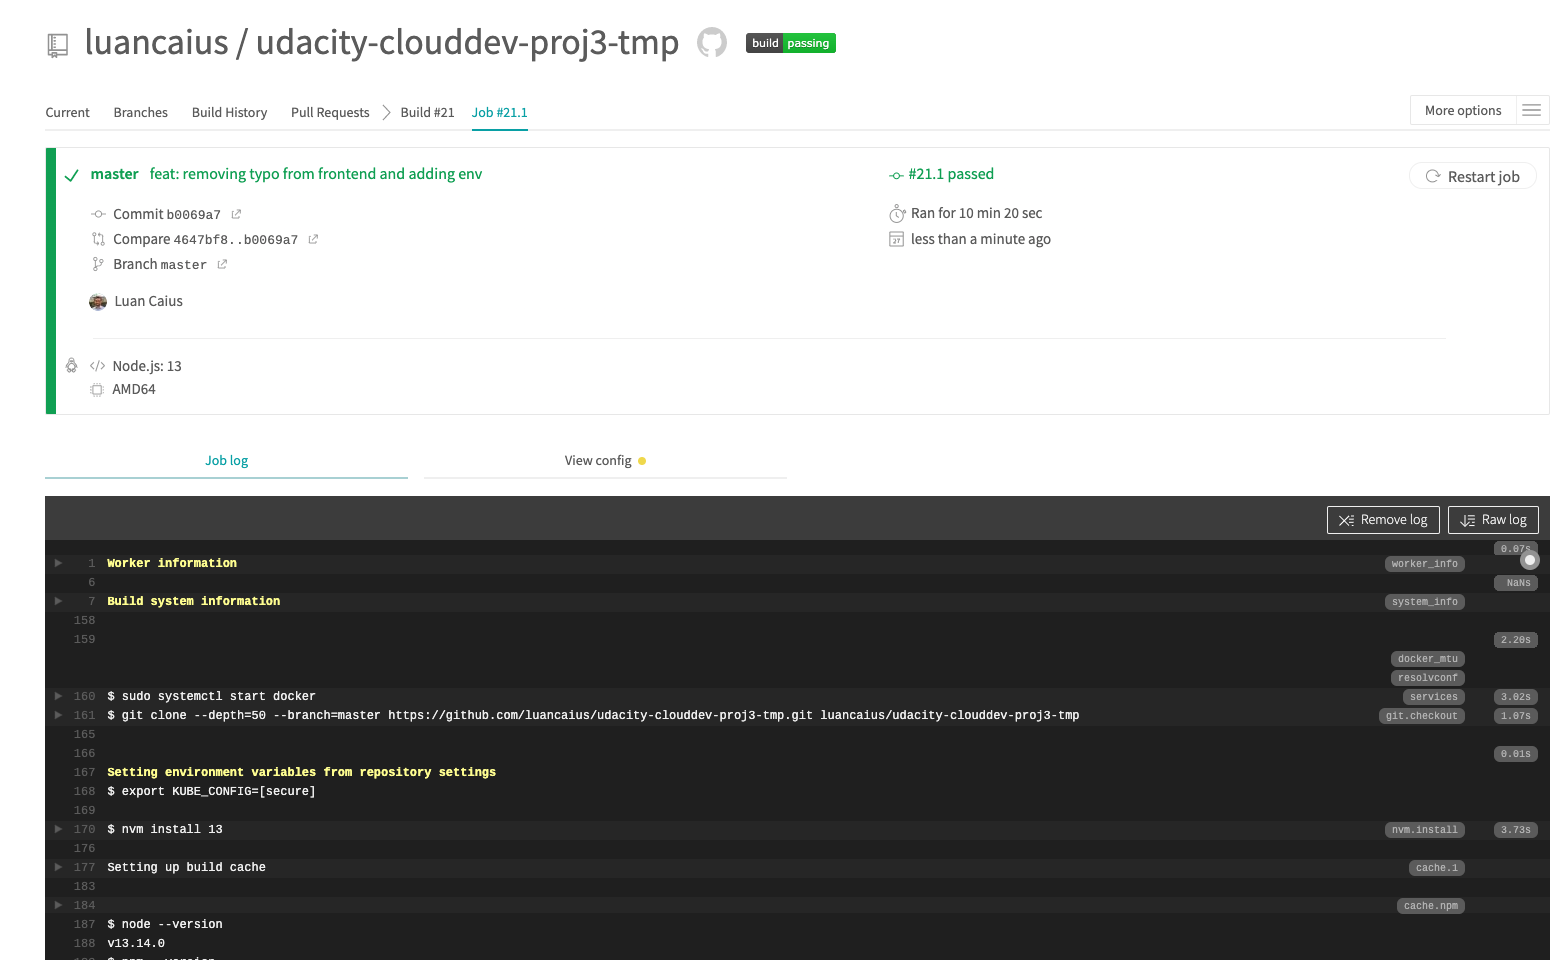 luancaius / udacity-clouddev-proj3-tmp build passing
Current Branches Build History Pull Requests Build #21 Job #21.1 More options
master feat: removing typo from frontend and adding env
#21.1 passed
Restart job
Commit b0069a7
Ran for 10 min 20 sec
Compare 4647bf8..b0069a7
less than a minute ago
Branch master
Luan Caius
Node.js: 13
AMD64
Job log View config
Remove log Raw log
0.07s
1 Worker information worker_info
6 NaNs
7 Build system information system_info
158
159 2.20s
docker_mtu
resolvconf
160 $ sudo systemctl start docker services 3.02s
161 $ git clone --depth=50 --branch=master https://github.com/luancaius/udacity-clouddev-proj3-tmp.git luancaius/udacity-clouddev-proj3-tmp git.checkout 1.07s
165
166 0.01s
167 Setting environment variables from repository settings
168 $ export KUBE_CONFIG=[secure]
169
170 $ nvm install 13 nvm.install 3.73s
176
177 Setting up build cache cache.1
183
184 cache.npm
187 $ node --version
188 v13.14.0